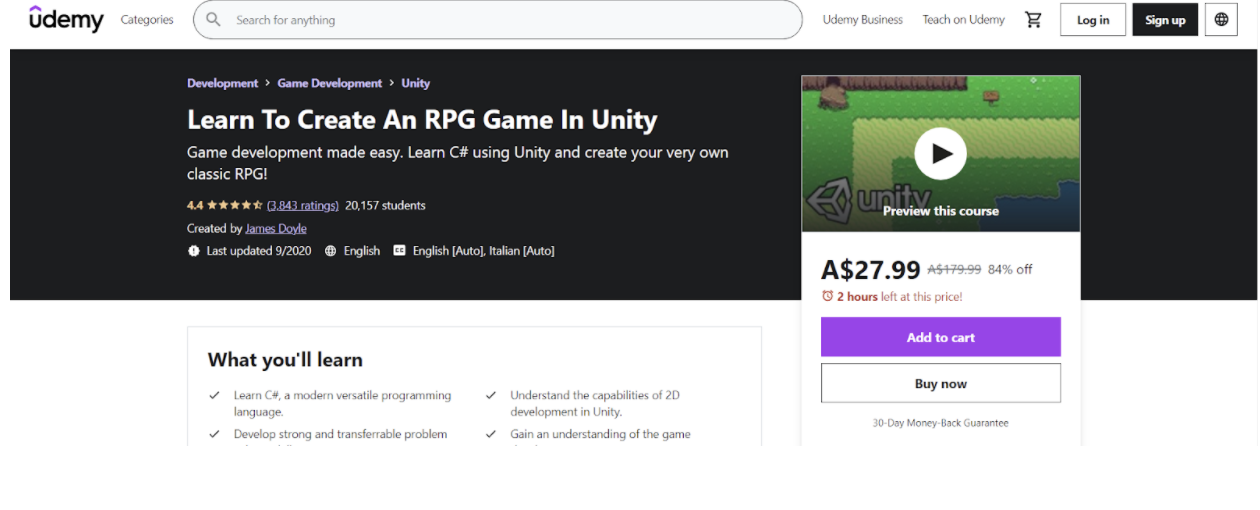 ûdemy Categories Search for anything Udemy Business Teach on Udemy Log in Sign up
Development > Game Development > Unity
Learn To Create An RPG Game In Unity
Game development made easy. Learn C# using Unity and create your very own
classic RPG!
4.4 (3,843 ratings) 20,157 students
Created by James Doyle
Last updated 9/2020 English CC English [Auto], Italian [Auto]
unity
Preview this course
A$27.99 A$179.99 84% off
2 hours left at this price!
Add to cart
Buy now
30-Day Money-Back Guarantee
What you'll learn
Learn C#, a modern versatile programming
language.
Develop strong and transferrable problem
Understand the capabilities of 2D
development in Unity.
Gain an understanding of the game